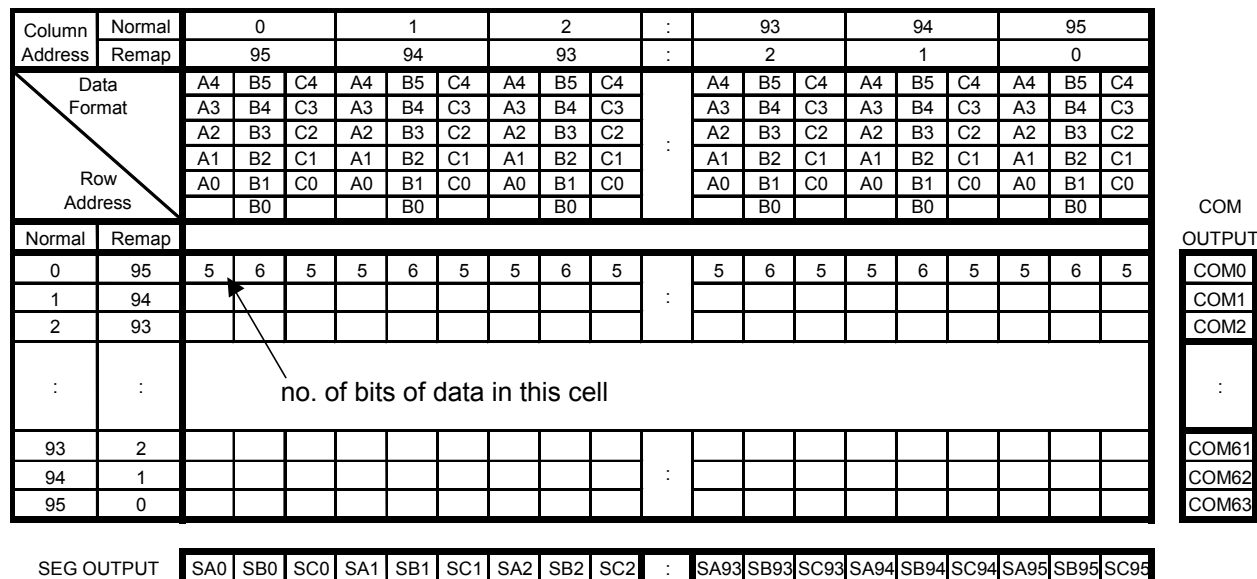 Column Address Normal 0 1 2 : 93 94 95
Remap 95 94 93 : 2 1 0
Data Format A4 B5 C4 A4 B5 C4 A4 B5 C4 A4 B5 C4 A4 B5 C4 A4 B5 C4
A3 B4 C3 A3 B4 C3 A3 B4 C3 A3 B4 C3 A3 B4 C3 A3 B4 C3
A2 B3 C2 A2 B3 C2 A2 B3 C2 : A2 B3 C2 A2 B3 C2 A2 B3 C2
A1 B2 C1 A1 B2 C1 A1 B2 C1 A1 B2 C1 A1 B2 C1 A1 B2 C1
Row Address A0 B1 C0 A0 B1 C0 A0 B1 C0 A0 B1 C0 A0 B1 C0 A0 B1 C0
B0 B0 B0 B0 B0 B0 COM
Normal Remap OUTPUT
0 95 5 6 5 5 6 5 5 6 5 5 6 5 5 6 5 5 6 5 COM0
1 94 : COM1
2 93 COM2
: : no. of bits of data in this cell :
93 2 COM61
94 1 : COM62
95 0 COM63
SEG OUTPUT SA0 SB0 SC0 SA1 SB1 SC1 SA2 SB2 SC2 : SA93 SB93 SC93 SA94 SB94 SC94 SA95 SB95 SC95